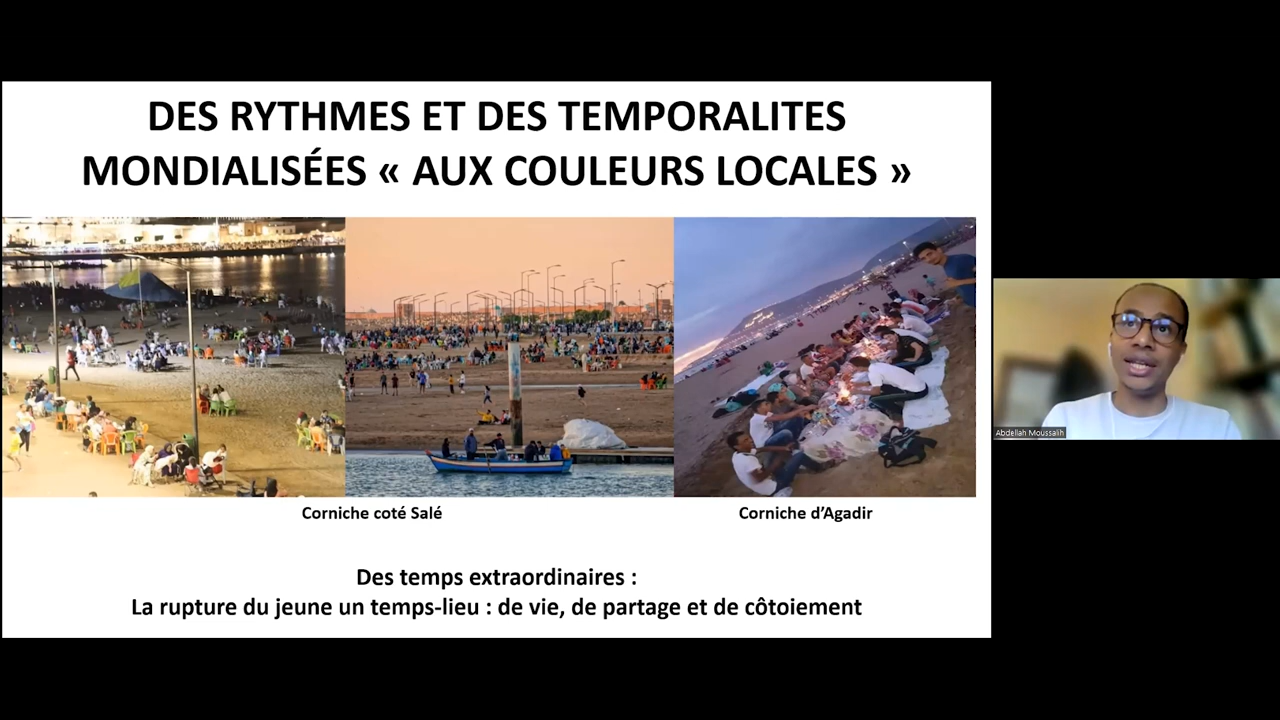 DES RYTHMES ET DES TEMPORALITES
MONDIALISÉES « AUX COULEURS LOCALES »
Corniche coté Salé
Corniche d’Agadir
Des temps extraordinaires :
La rupture du jeune un temps-lieu : de vie, de partage et de côtoiement
Abdellah Moussalih